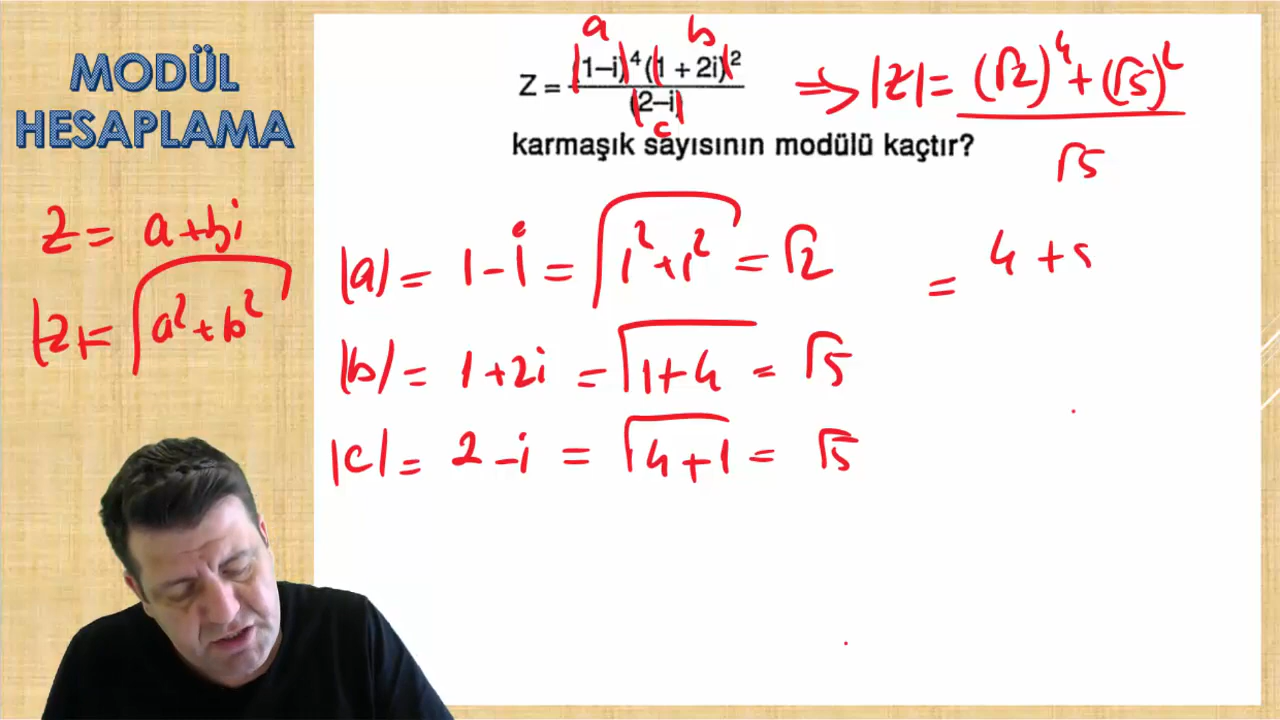 MODÜL
HESAPLAMA
Z = a+bi
|Z| = √a²+b²
a b
Z = (1–i)⁴(1 + 2i)² / (2–i)
c
⇒ |Z| = (√2)⁴+(√5)² / √5
karmaşık sayısının modülü kaçtır?
|a| = 1-i = √1²+1² = √2
= 4+5
|b| = 1+2i = √1+4 = √5
|c| = 2-i = √4+1 = √5